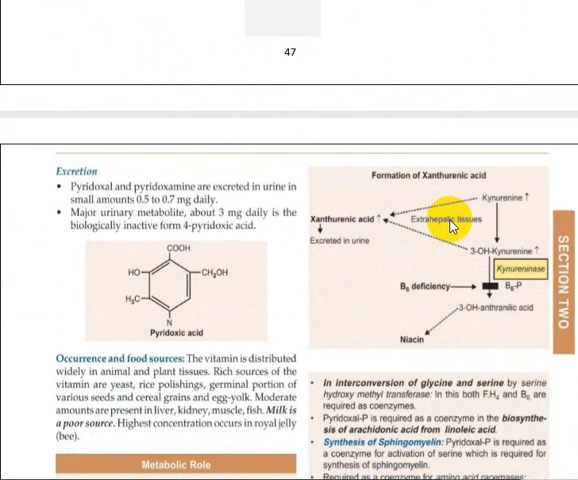 47
Excretion
• Pyridoxal and pyridoxamine are excreted in urine in
small amounts 0.5 to 0.7 mg daily.
• Major urinary metabolite, about 3 mg daily is the
biologically inactive form 4-pyridoxic acid.
COOH
HO
CH₂OH
H₃C
N
Pyridoxic acid
Occurrence and food sources: The vitamin is distributed
widely in animal and plant tissues. Rich sources of the
vitamin are yeast, rice polishings, germinal portion of
various seeds and cereal grains and egg-yolk. Moderate
amounts are present in liver, kidney, muscle, fish. Milk is
a poor source. Highest concentration occurs in royal jelly
(bee).
Metabolic Role
Formation of Xanthurenic acid
Kynurenine ↑
Xanthurenic acid ↑
Extrahepatic tissues
Excreted in urine
3-OH-Kynurenine ↑
Kynureninase
B₆ deficiency
B₆-P
3-OH-anthranilic acid
Niacin
SECTION TWO
• In interconversion of glycine and serine by serine
hydroxy methyl transferase: In this both F.H₄ and B₆ are
required as coenzymes.
• Pyridoxal-P is required as a coenzyme in the biosynthe-
sis of arachidonic acid from linoleic acid.
• Synthesis of Sphingomyelin: Pyridoxal-P is required as
a coenzyme for activation of serine which is required for
synthesis of sphingomyelin.
• Required as a coenzyme for amino acid racemases: